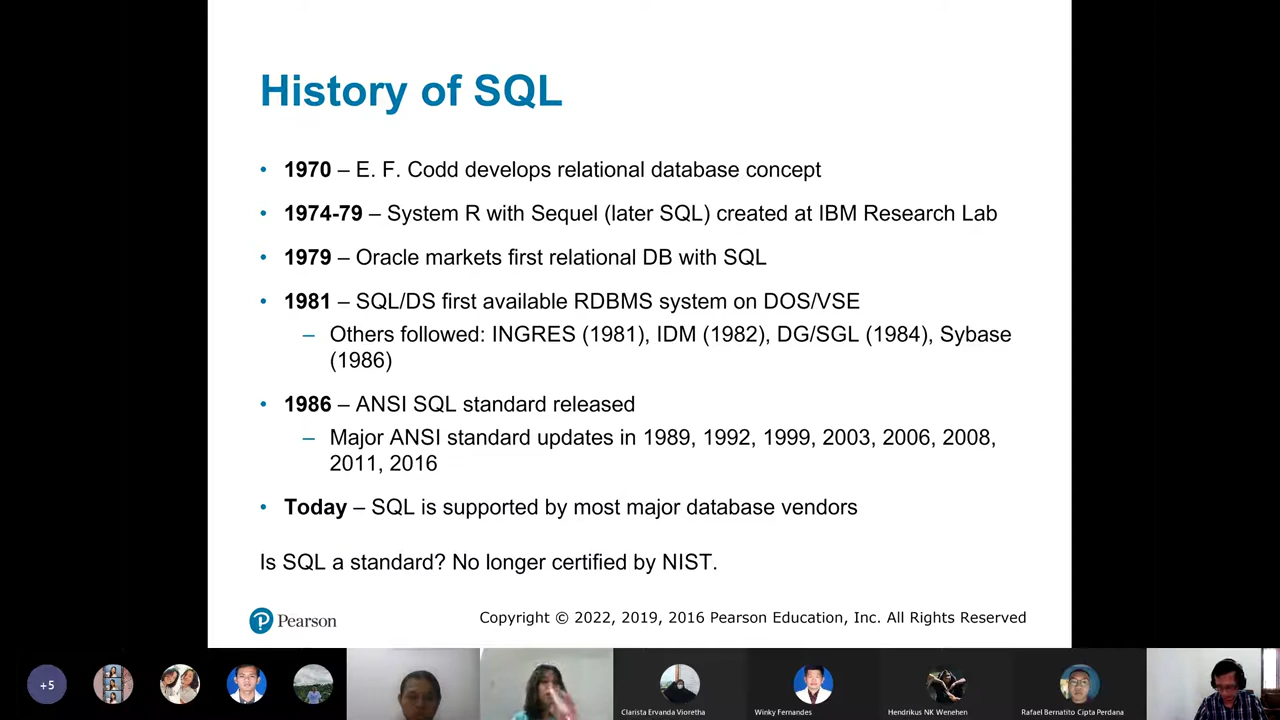 History of SQL
• 1970 – E. F. Codd develops relational database concept
• 1974-79 – System R with Sequel (later SQL) created at IBM Research Lab
• 1979 – Oracle markets first relational DB with SQL
• 1981 – SQL/DS first available RDBMS system on DOS/VSE
– Others followed: INGRES (1981), IDM (1982), DG/SGL (1984), Sybase
(1986)
• 1986 – ANSI SQL standard released
– Major ANSI standard updates in 1989, 1992, 1999, 2003, 2006, 2008,
2011, 2016
• Today – SQL is supported by most major database vendors
Is SQL a standard? No longer certified by NIST.
P Pearson
Copyright © 2022, 2019, 2016 Pearson Education, Inc. All Rights Reserved
+5
Clarista Ervanda Vioretha
Winky Fernandes
Hendrikus NK Wenehen
Rafael Bernatito Cipta Perdana